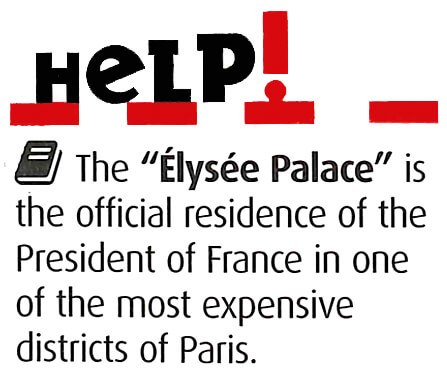 HeLP!
The “Élysée Palace” is
the official residence of the
President of France in one
of the most expensive
districts of Paris.